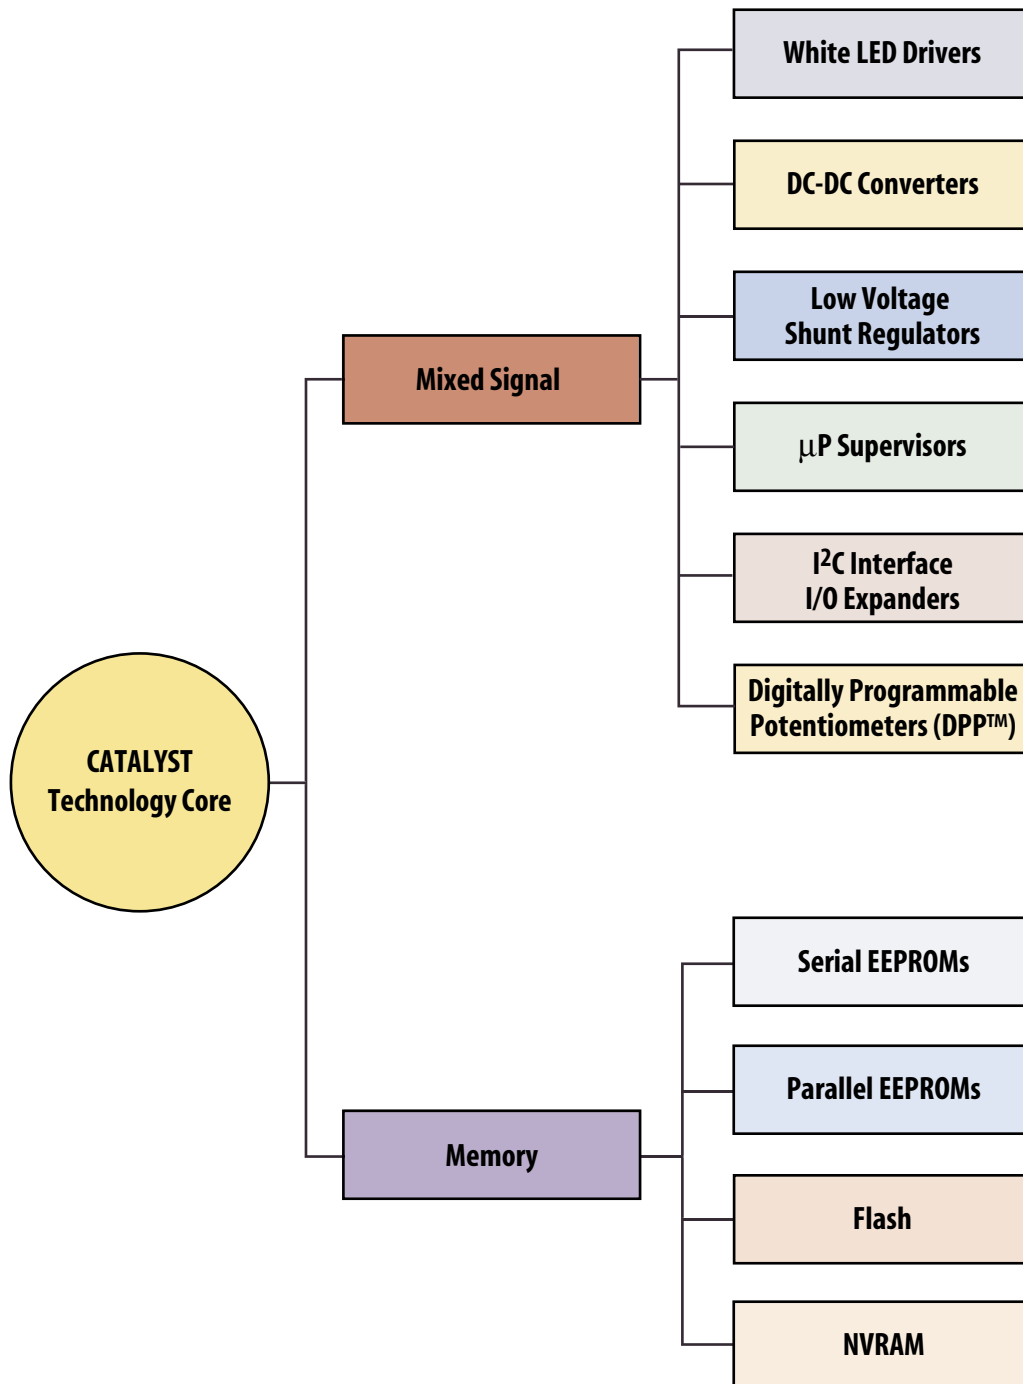 White LED Drivers
DC-DC Converters
Low Voltage
Shunt Regulators
Mixed Signal
μP Supervisors
I²C Interface
I/O Expanders
Digitally Programmable
Potentiometers (DPP™)
CATALYST
Technology Core
Serial EEPROMs
Parallel EEPROMs
Memory
Flash
NVRAM